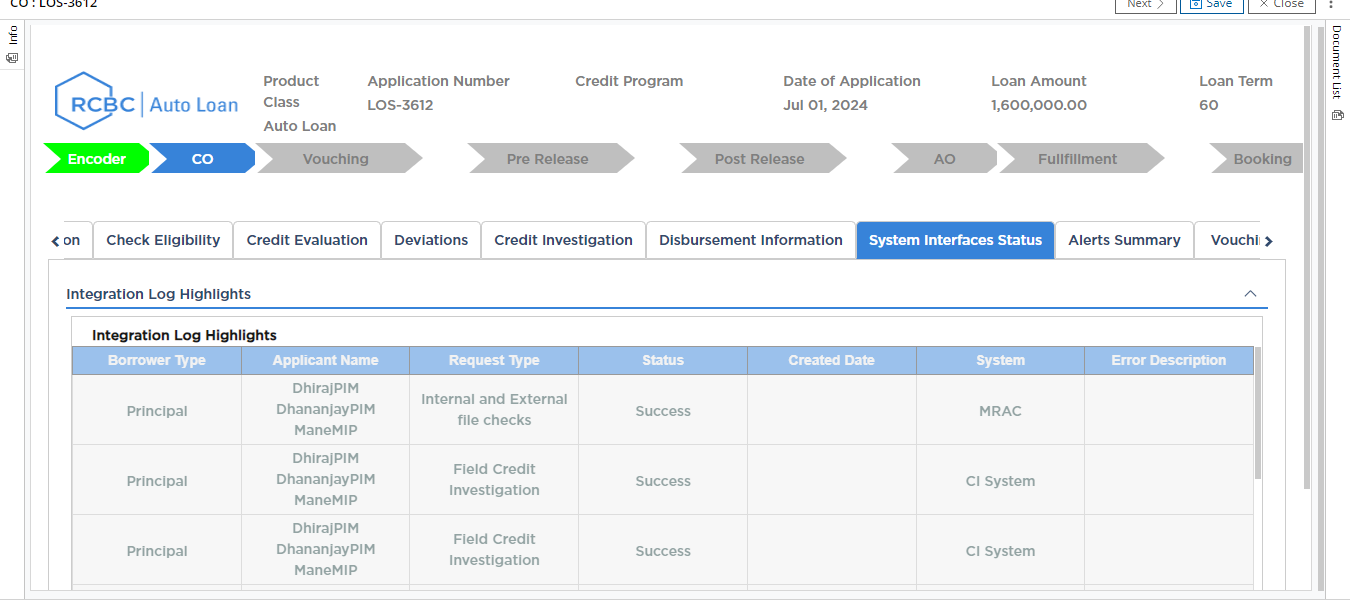 CO : LOS-3612
Next
Save
Close
Info
Document List
RCBC Auto Loan
Product Class
Auto Loan
Application Number
LOS-3612
Credit Program
Date of Application
Jul 01, 2024
Loan Amount
1,600,000.00
Loan Term
60
Encoder
CO
Vouching
Pre Release
Post Release
AO
Fullfillment
Booking
on
Check Eligibility
Credit Evaluation
Deviations
Credit Investigation
Disbursement Information
System Interfaces Status
Alerts Summary
Vouchi
Integration Log Highlights
Integration Log Highlights
Borrower Type Applicant Name Request Type Status Created Date System Error Description
Principal
DhirajPIM
DhananjayPIM
ManeMIP
Internal and External
file checks
Success
MRAC
Principal
DhirajPIM
DhananjayPIM
ManeMIP
Field Credit
Investigation
Success
CI System
Principal
DhirajPIM
DhananjayPIM
ManeMIP
Field Credit
Investigation
Success
CI System